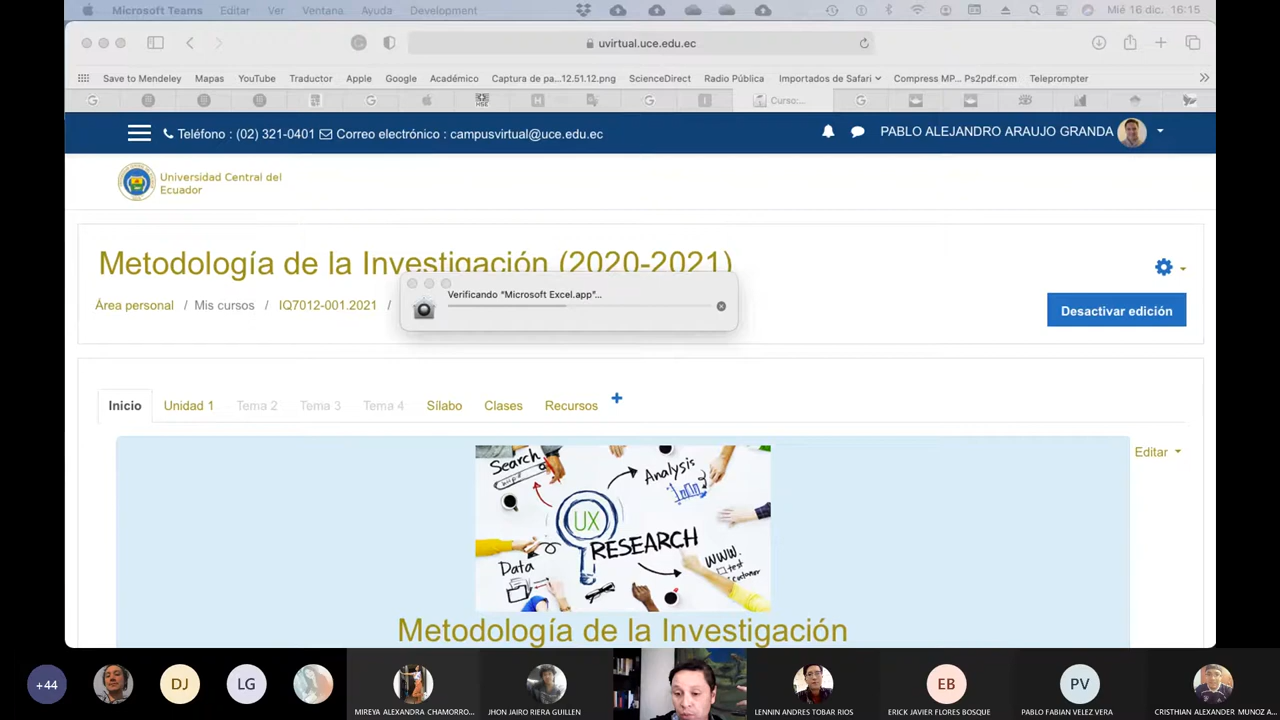 Microsoft Teams Editar Ver Ventana Ayuda Development Mié 16 dic. 16:15
uvirtual.uce.edu.ec
Save to Mendeley Mapas YouTube Traductor Apple Google Académico Captura de pa...12.51.12.png ScienceDirect Radio Pública Importados de Safari Compress MP... Ps2pdf.com Teleprompter
Curso:...
Teléfono : (02) 321-0401 Correo electrónico : campusvirtual@uce.edu.ec PABLO ALEJANDRO ARAUJO GRANDA
Universidad Central del
Ecuador
Metodología de la Investigación (2020-2021)
Verificando “Microsoft Excel.app”...
Área personal / Mis cursos / IQ7012-001.2021 /
Desactivar edición
Inicio Unidad 1 Tema 2 Tema 3 Tema 4 Sílabo Clases Recursos +
Editar
Search
Analysis
UX
RESEARCH
Data
WWW.
test
customer
Metodología de la Investigación
+44 DJ LG EB PV
MIREYA ALEXANDRA CHAMORRO... JHON JAIRO RIERA GUILLEN LENNIN ANDRES TOBAR RIOS ERICK JAVIER FLORES BOSQUE PABLO FABIAN VELEZ VERA CRISTHIAN ALEXANDER MUNOZ A...